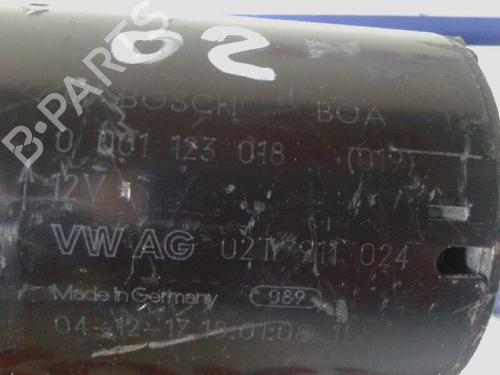 02
B-PARTS
BOSCH BOA
0 001 123 018 (D19)
12V
VW AG 02T 911 024
Made in Germany 089
04-12-17 19:01:08